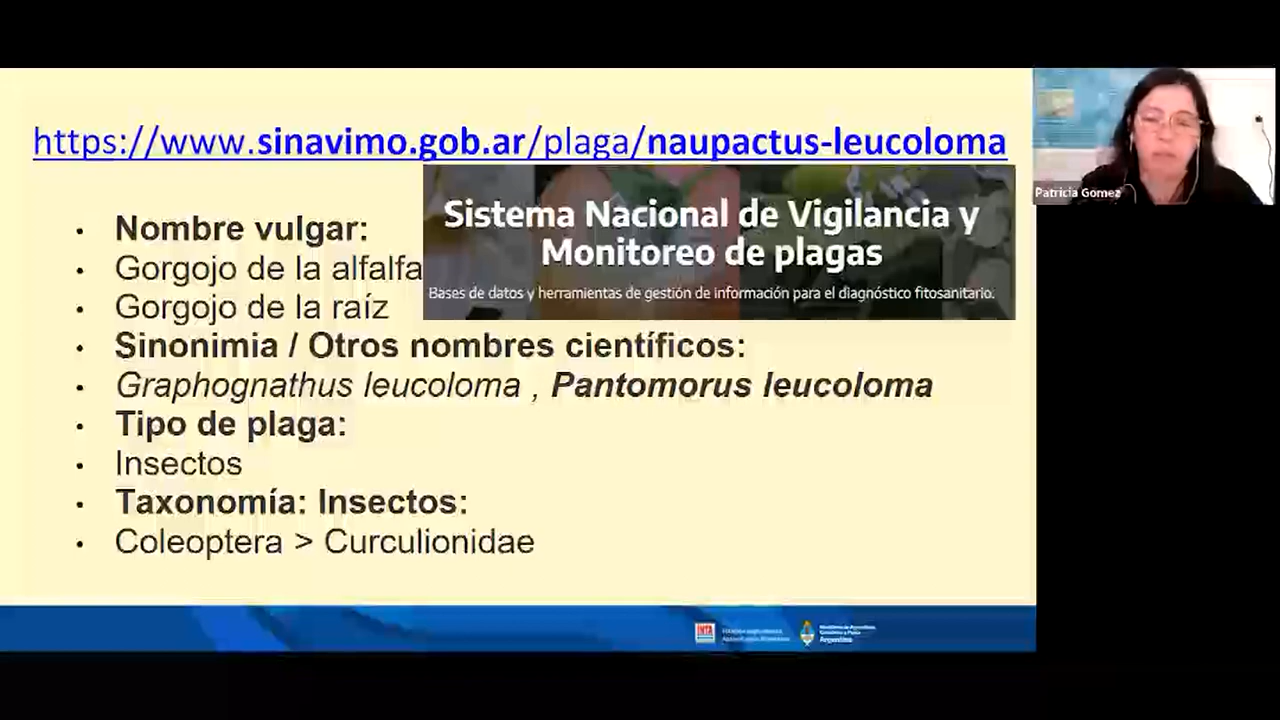 https://www.sinavimo.gob.ar/plaga/naupactus-leucoloma
Sistema Nacional de Vigilancia y
Monitoreo de plagas
Bases de datos y herramientas de gestión de información para el diagnóstico fitosanitario.
• Nombre vulgar:
• Gorgojo de la alfalfa
• Gorgojo de la raíz
• Sinonimia / Otros nombres científicos:
• Graphognathus leucoloma , Pantomorus leucoloma
• Tipo de plaga:
• Insectos
• Taxonomía: Insectos:
• Coleoptera > Curculionidae
Patricia Gomez
INTA
Argentina